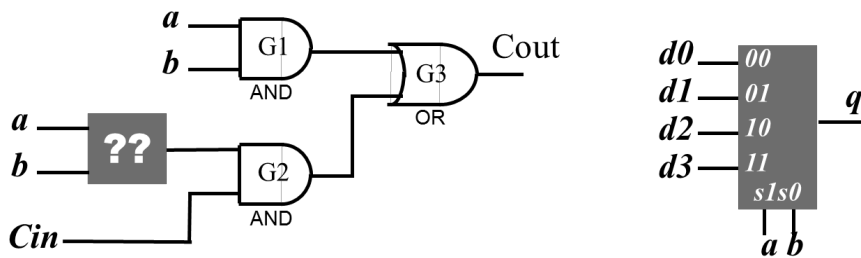 a
b
G1
AND
G3
OR
Cout
a
b
??
G2
AND
Cin
d0
d1
d2
d3
00
01
10
11
s1s0
a b
q